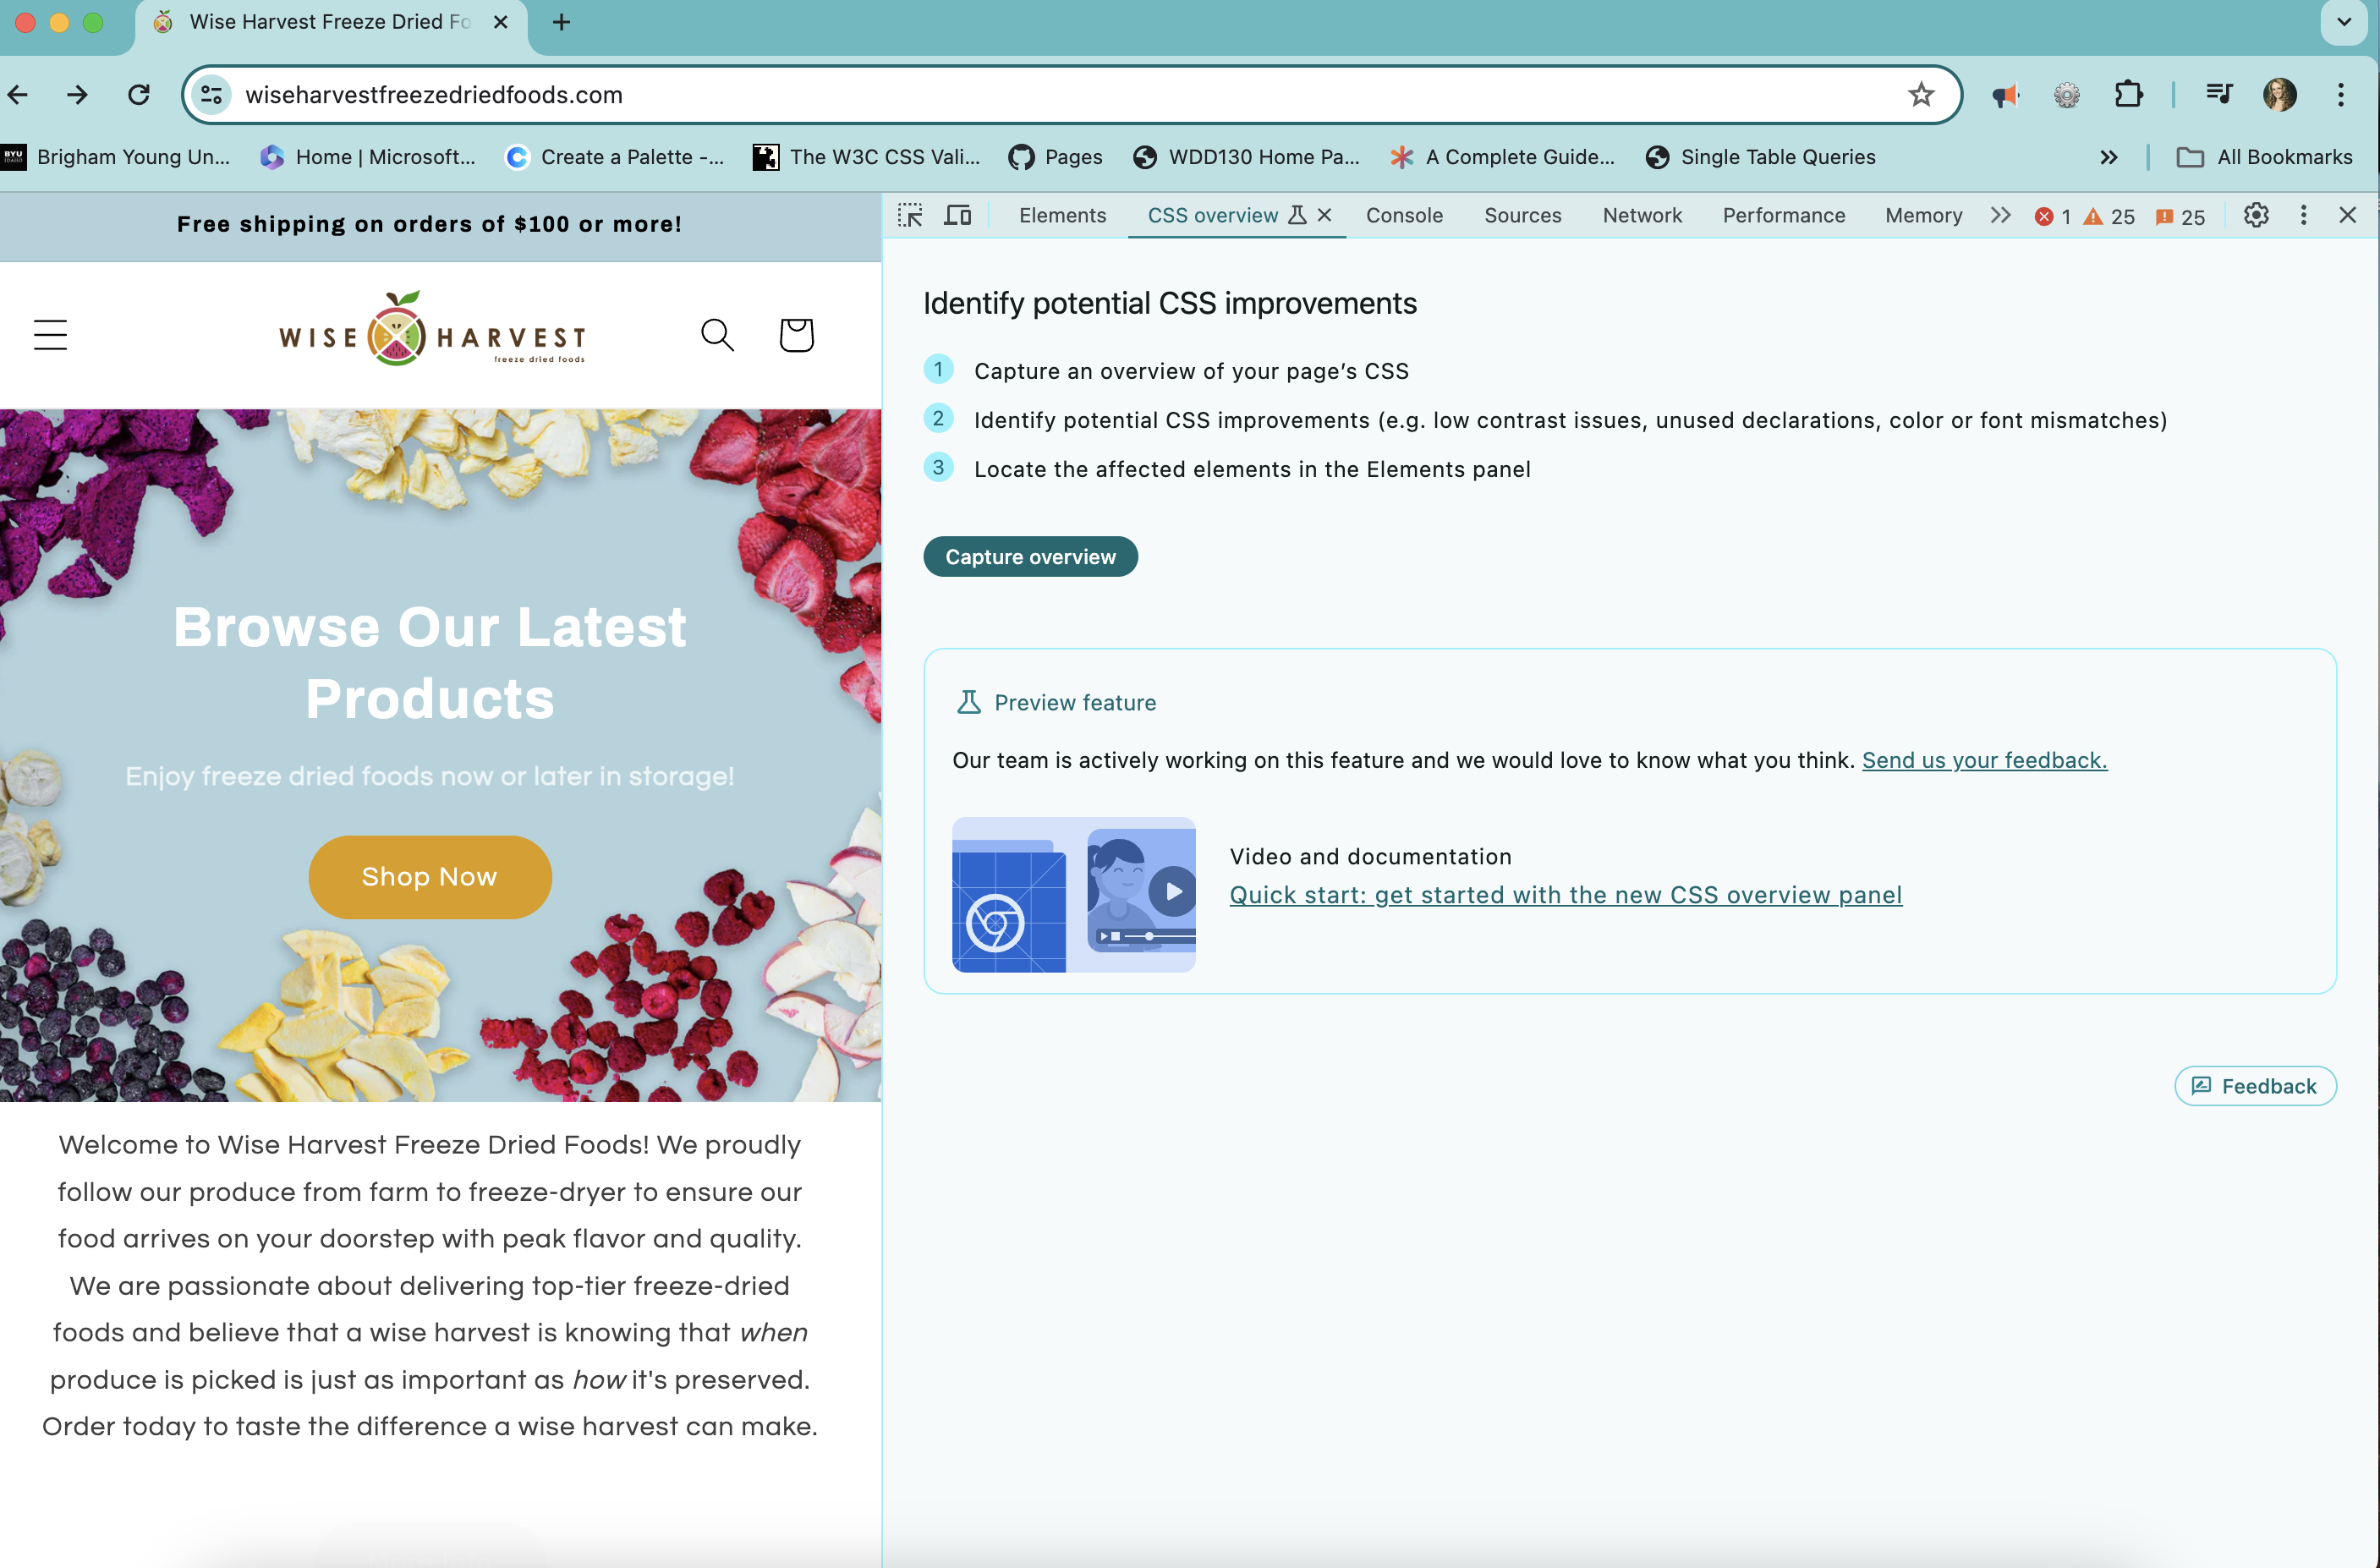 Wise Harvest Freeze Dried Fo
wiseharvestfreezedriedfoods.com
BYU
IDAHO
Brigham Young Un...
Home | Microsoft...
Create a Palette -...
The W3C CSS Vali...
Pages
WDD130 Home Pa...
A Complete Guide...
Single Table Queries
All Bookmarks
Free shipping on orders of $100 or more!
WISE HARVEST
freeze dried foods
Browse Our Latest
Products
Enjoy freeze dried foods now or later in storage!
Shop Now
Welcome to Wise Harvest Freeze Dried Foods! We proudly
follow our produce from farm to freeze-dryer to ensure our
food arrives on your doorstep with peak flavor and quality.
We are passionate about delivering top-tier freeze-dried
foods and believe that a wise harvest is knowing that when
produce is picked is just as important as how it's preserved.
Order today to taste the difference a wise harvest can make.
Elements
CSS overview
Console
Sources
Network
Performance
Memory
1
25
25
Identify potential CSS improvements
1 Capture an overview of your page’s CSS
2 Identify potential CSS improvements (e.g. low contrast issues, unused declarations, color or font mismatches)
3 Locate the affected elements in the Elements panel
Capture overview
Preview feature
Our team is actively working on this feature and we would love to know what you think. Send us your feedback.
Video and documentation
Quick start: get started with the new CSS overview panel
Feedback